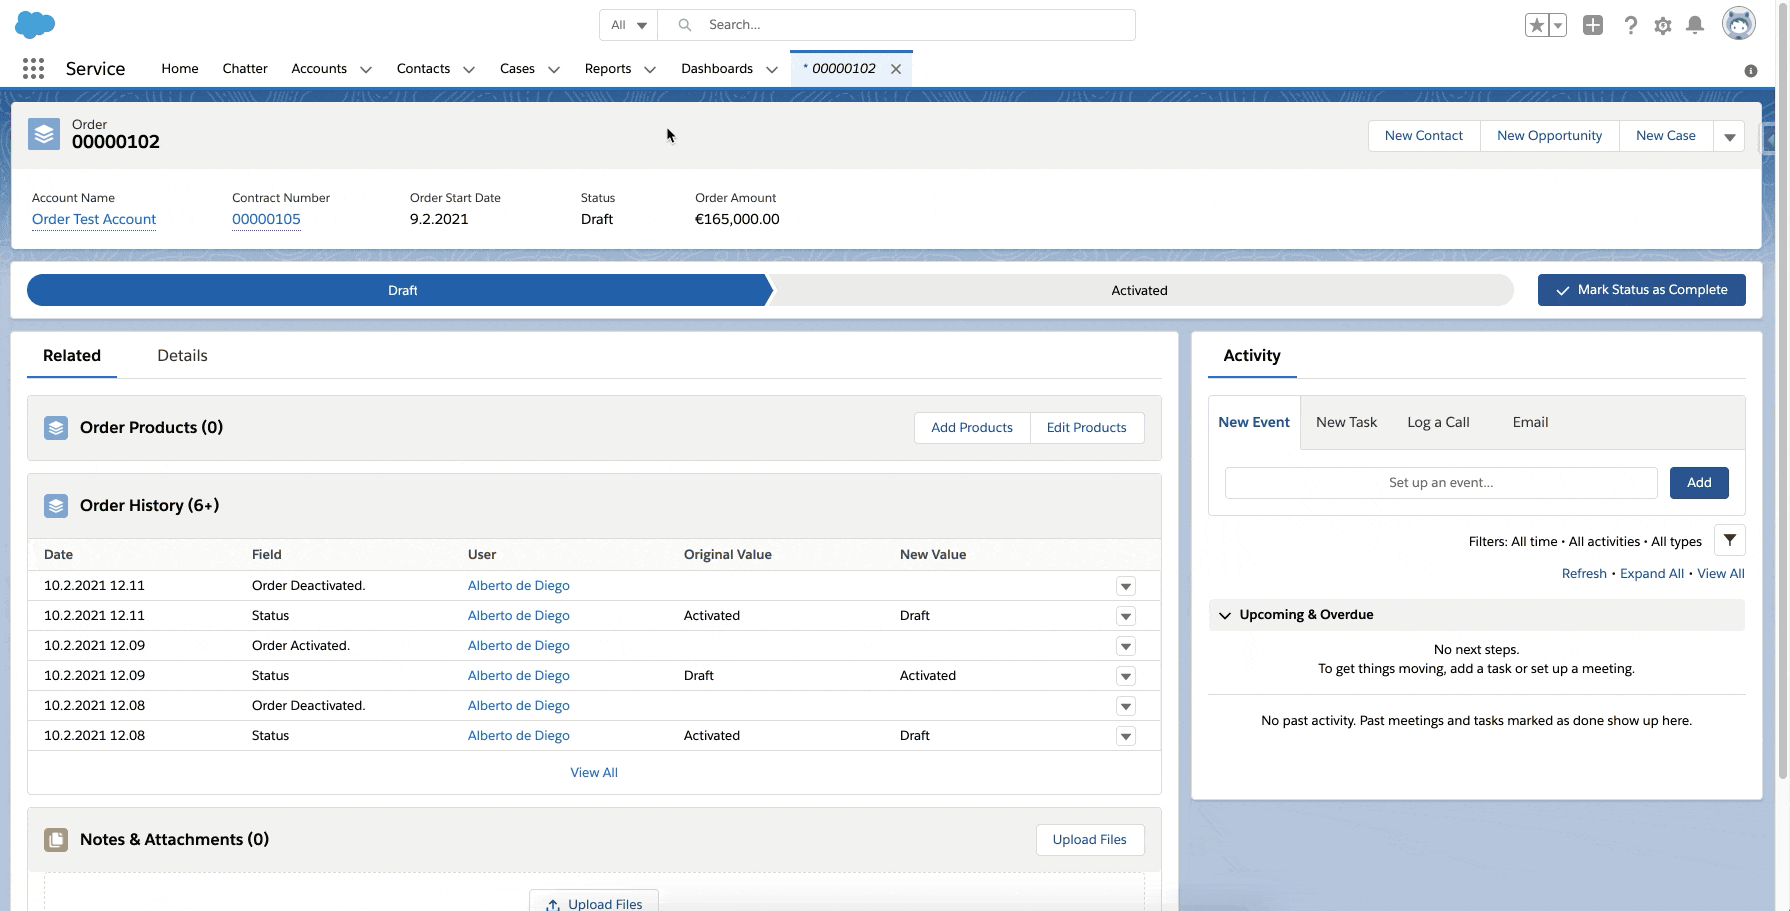 All Search...
Service Home Chatter Accounts Contacts Cases Reports Dashboards * 00000102
Order
00000102
New Contact New Opportunity New Case
Account Name Contract Number Order Start Date Status Order Amount
Order Test Account 00000105 9.2.2021 Draft €165,000.00
Draft Activated Mark Status as Complete
Related Details
Order Products (0) Add Products Edit Products
Order History (6+)
Date Field User Original Value New Value
10.2.2021 12.11 Order Deactivated. Alberto de Diego
10.2.2021 12.11 Status Alberto de Diego Activated Draft
10.2.2021 12.09 Order Activated. Alberto de Diego
10.2.2021 12.09 Status Alberto de Diego Draft Activated
10.2.2021 12.08 Order Deactivated. Alberto de Diego
10.2.2021 12.08 Status Alberto de Diego Activated Draft
View All
Notes & Attachments (0) Upload Files
Upload Files
Activity
New Event New Task Log a Call Email
Set up an event... Add
Filters: All time • All activities • All types
Refresh • Expand All • View All
Upcoming & Overdue
No next steps.
To get things moving, add a task or set up a meeting.
No past activity. Past meetings and tasks marked as done show up here.